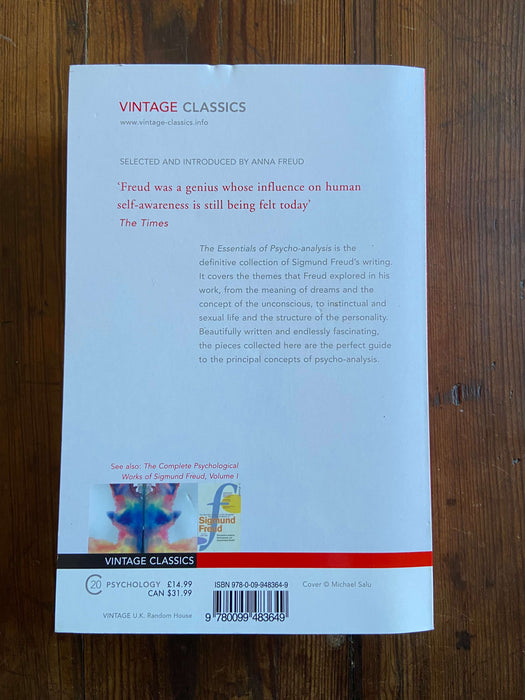 VINTAGE CLASSICS
www.vintage-classics.info
SELECTED AND INTRODUCED BY ANNA FREUD
‘Freud was a genius whose influence on human
self-awareness is still being felt today’
The Times
The Essentials of Psycho-analysis is the
definitive collection of Sigmund Freud's writing.
It covers the themes that Freud explored in his
work, from the meaning of dreams and the
concept of the unconscious, to instinctual and
sexual life and the structure of the personality.
Beautifully written and endlessly fascinating,
the pieces collected here are the perfect guide
to the principal concepts of psycho-analysis.
See also: The Complete Psychological
Works of Sigmund Freud, Volume I
f
Sigmund
Freud
VINTAGE CLASSICS
C20 PSYCHOLOGY £14.99
CAN $31.99
VINTAGE U.K. Random House
ISBN 978-0-09-948364-9
9 780099 483649
Cover © Michael Salu